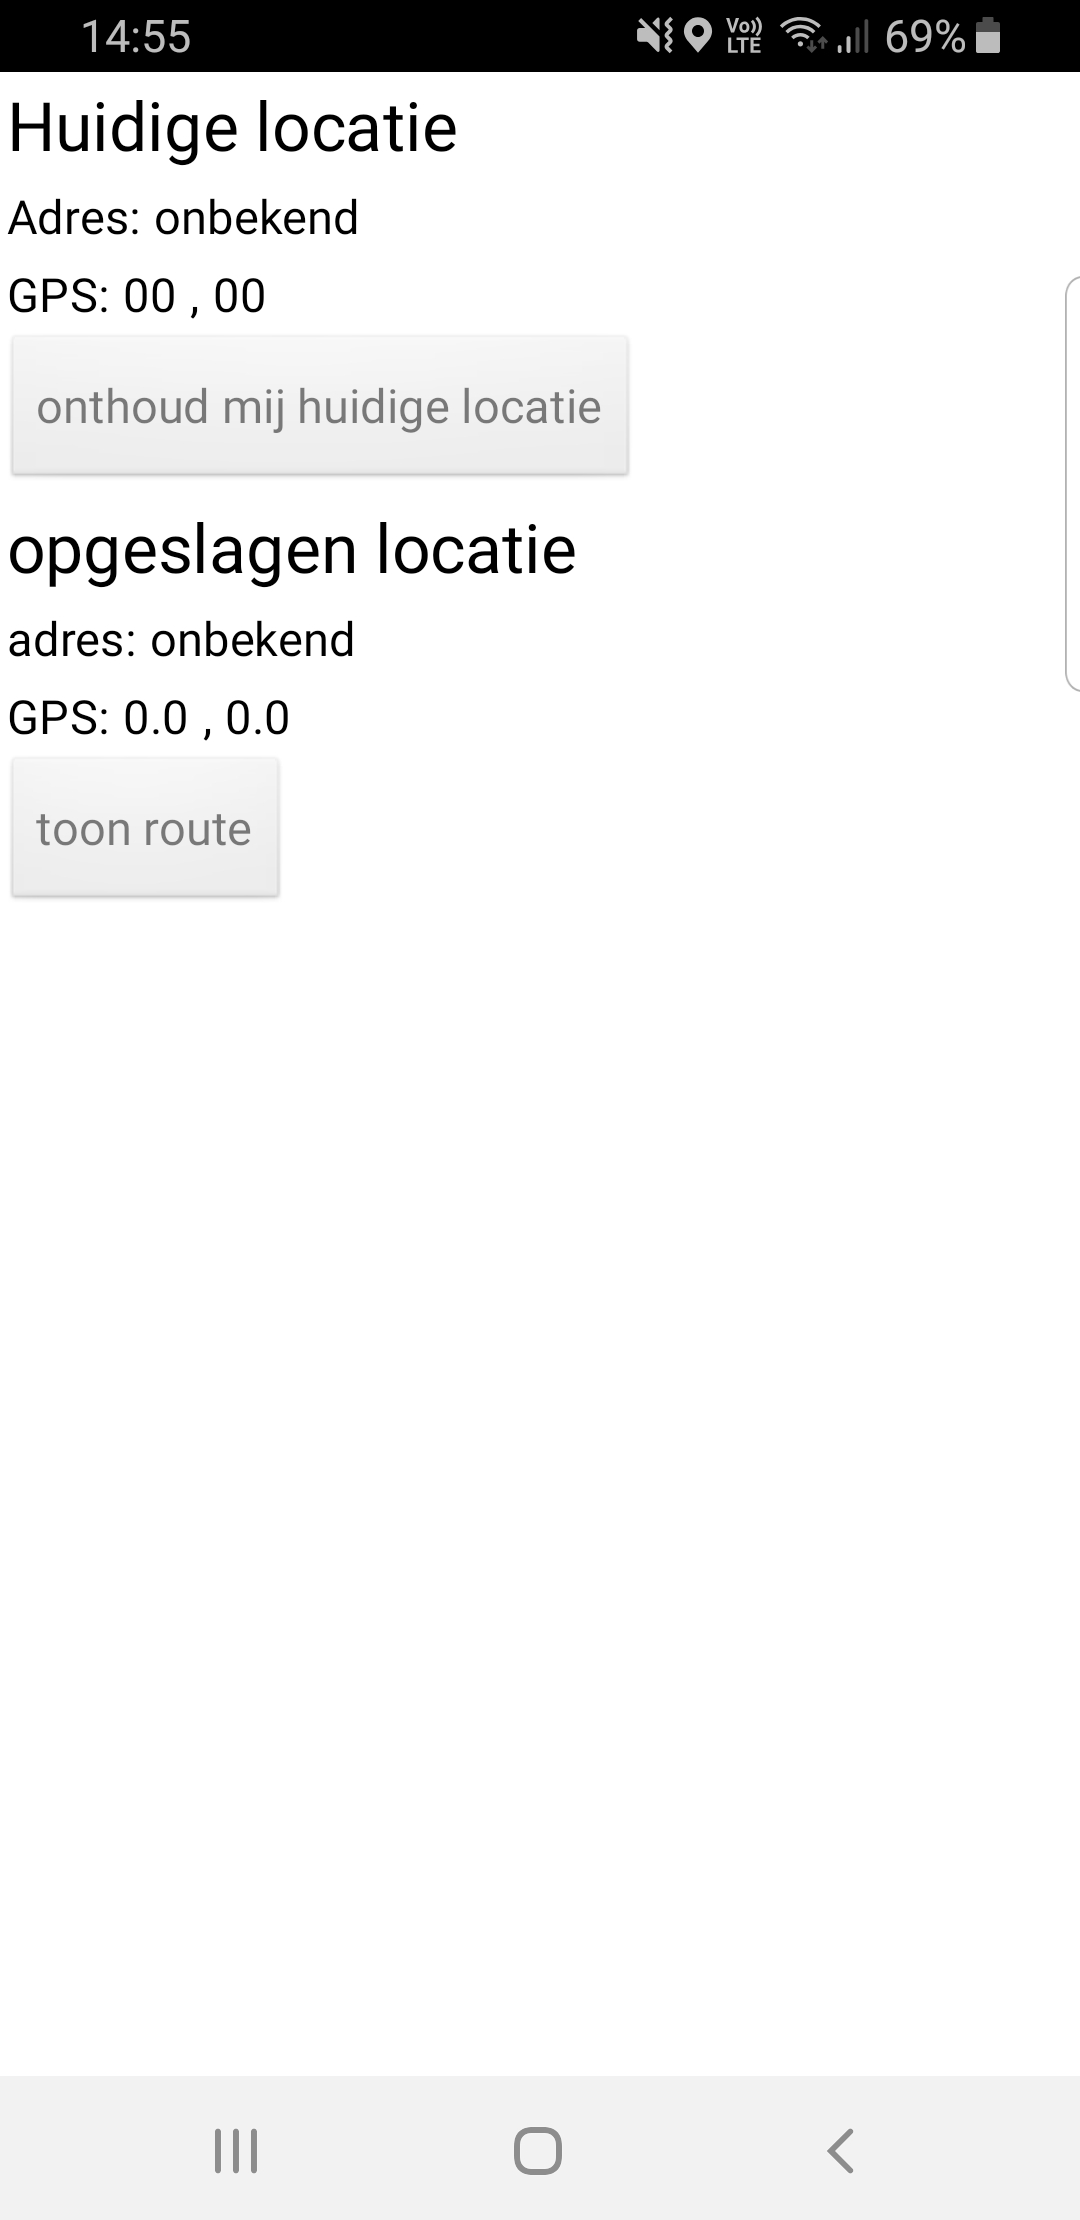 14:55 Vo)) LTE 69%
Huidige locatie
Adres: onbekend
GPS: 00 , 00
onthoud mij huidige locatie
opgeslagen locatie
adres: onbekend
GPS: 0.0 , 0.0
toon route